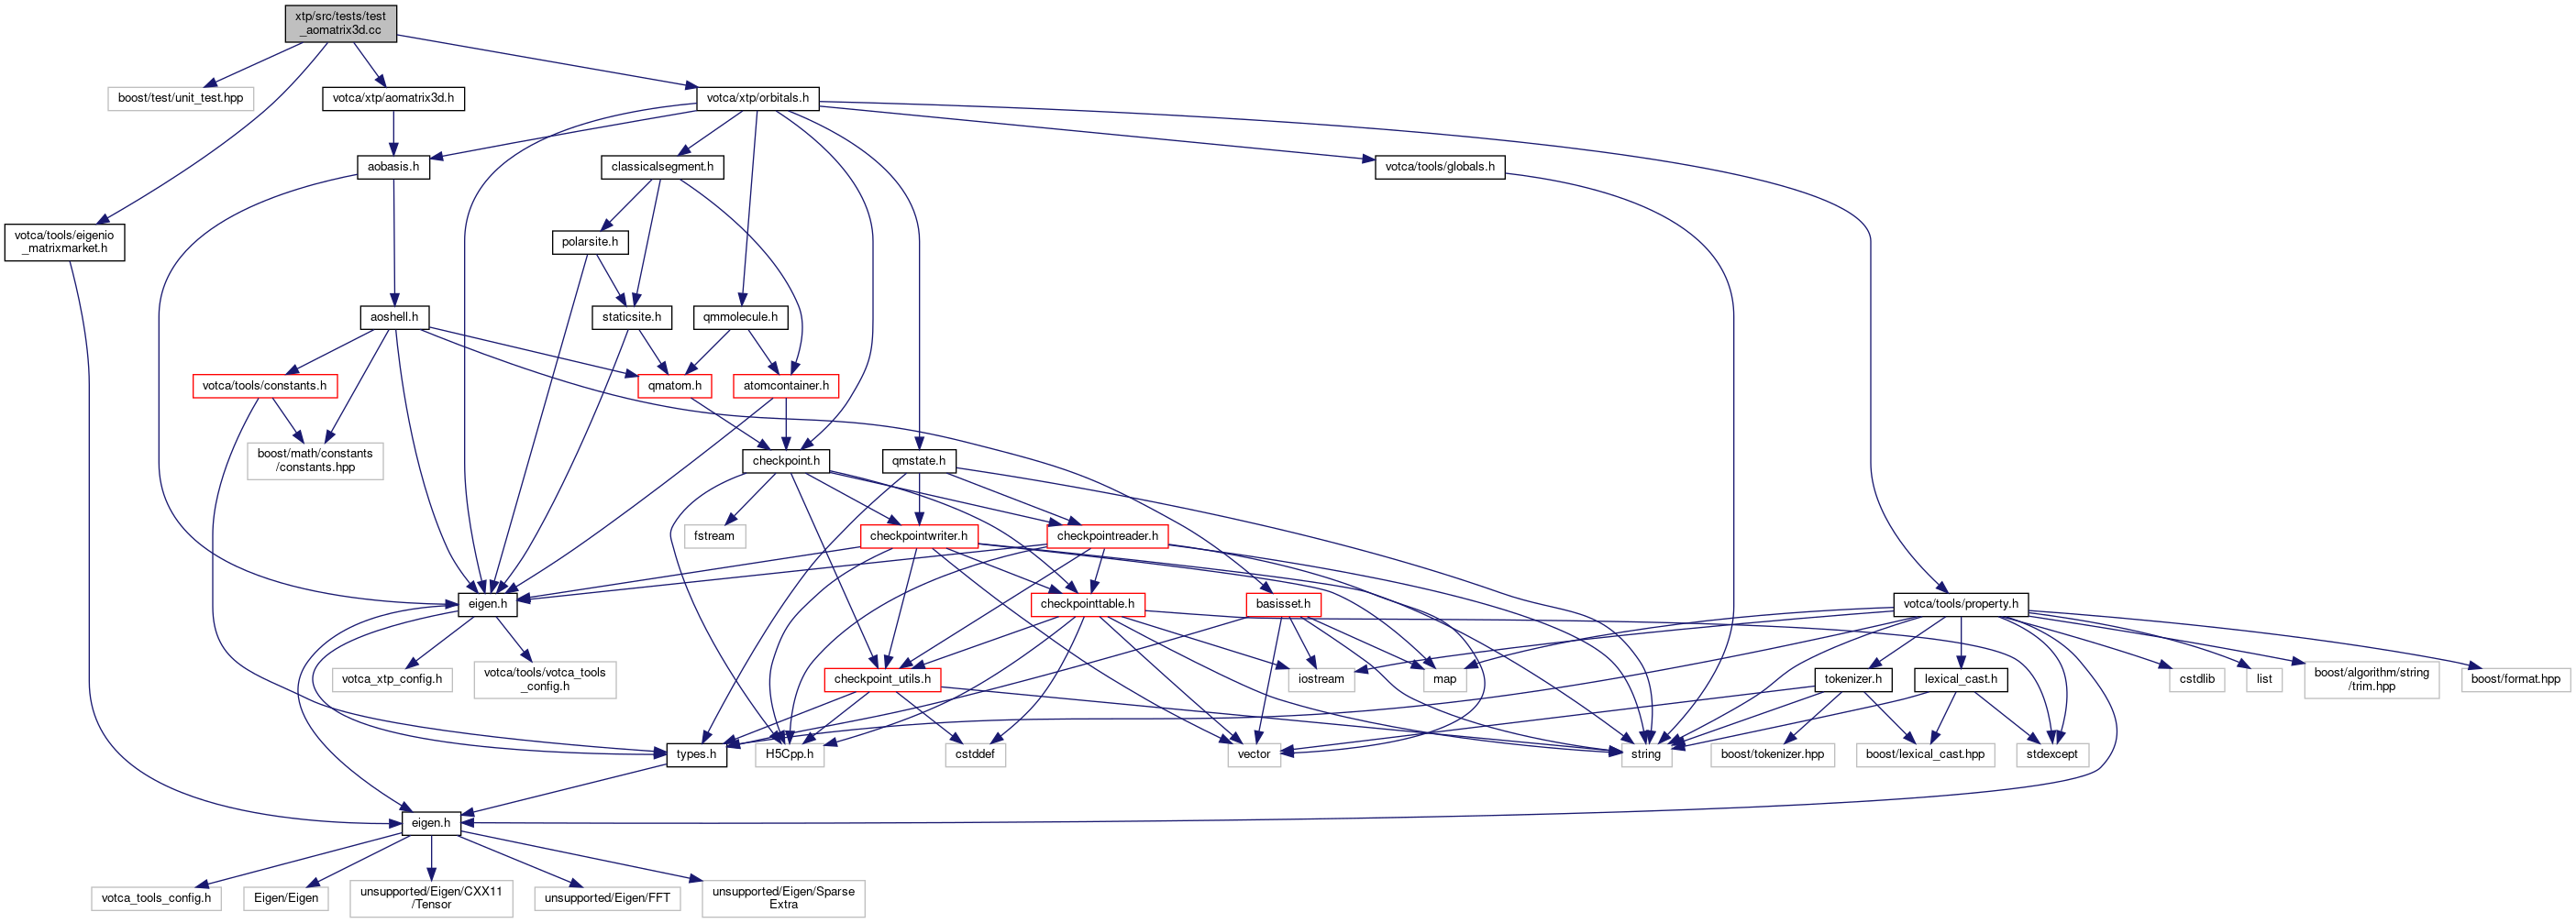 xtp/src/tests/test
_aomatrix3d.cc
boost/test/unit_test.hpp
votca/xtp/aomatrix3d.h
votca/xtp/orbitals.h
aobasis.h
classicalsegment.h
votca/tools/globals.h
votca/tools/eigenio
_matrixmarket.h
polarsite.h
aoshell.h
staticsite.h
qmmolecule.h
votca/tools/constants.h
qmatom.h
atomcontainer.h
boost/math/constants
/constants.hpp
checkpoint.h
qmstate.h
fstream
checkpointwriter.h
checkpointreader.h
eigen.h
checkpointtable.h
basisset.h
votca/tools/property.h
votca_xtp_config.h
votca/tools/votca_tools
_config.h
checkpoint_utils.h
iostream
map
tokenizer.h
lexical_cast.h
cstdlib
list
boost/algorithm/string
/trim.hpp
boost/format.hpp
types.h
H5Cpp.h
cstddef
vector
string
boost/tokenizer.hpp
boost/lexical_cast.hpp
stdexcept
eigen.h
votca_tools_config.h
Eigen/Eigen
unsupported/Eigen/CXX11
/Tensor
unsupported/Eigen/FFT
unsupported/Eigen/Sparse
Extra